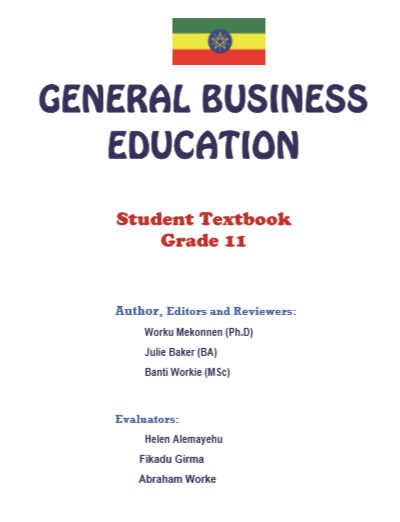 GENERAL BUSINESS
EDUCATION
Student Textbook
Grade 11
Author, Editors and Reviewers:
Worku Mekonnen (Ph.D)
Julie Baker (BA)
Banti Workie (MSc)
Evaluators:
Helen Alemayehu
Fikadu Girma
Abraham Worke